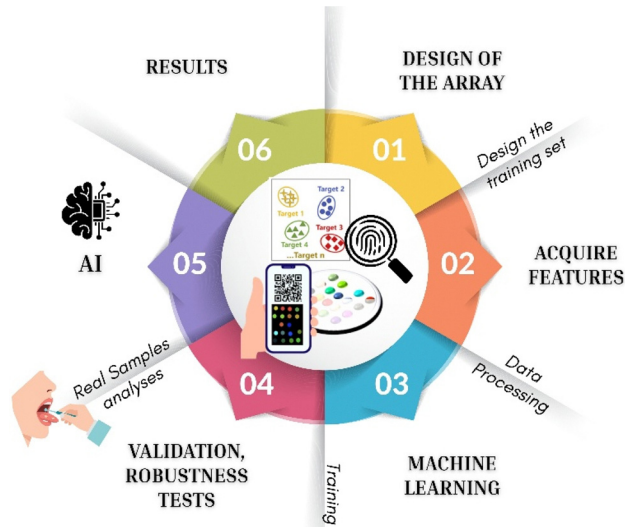 RESULTS
DESIGN OF
THE ARRAY
06
01
Design the
training set
Target 1
Target 2
Target 3
Target 4
...Target n
AI
05
02
ACQUIRE
FEATURES
Real Samples
analyses
04
03
Data
Processing
VALIDATION,
ROBUSTNESS
TESTS
Training
MACHINE
LEARNING